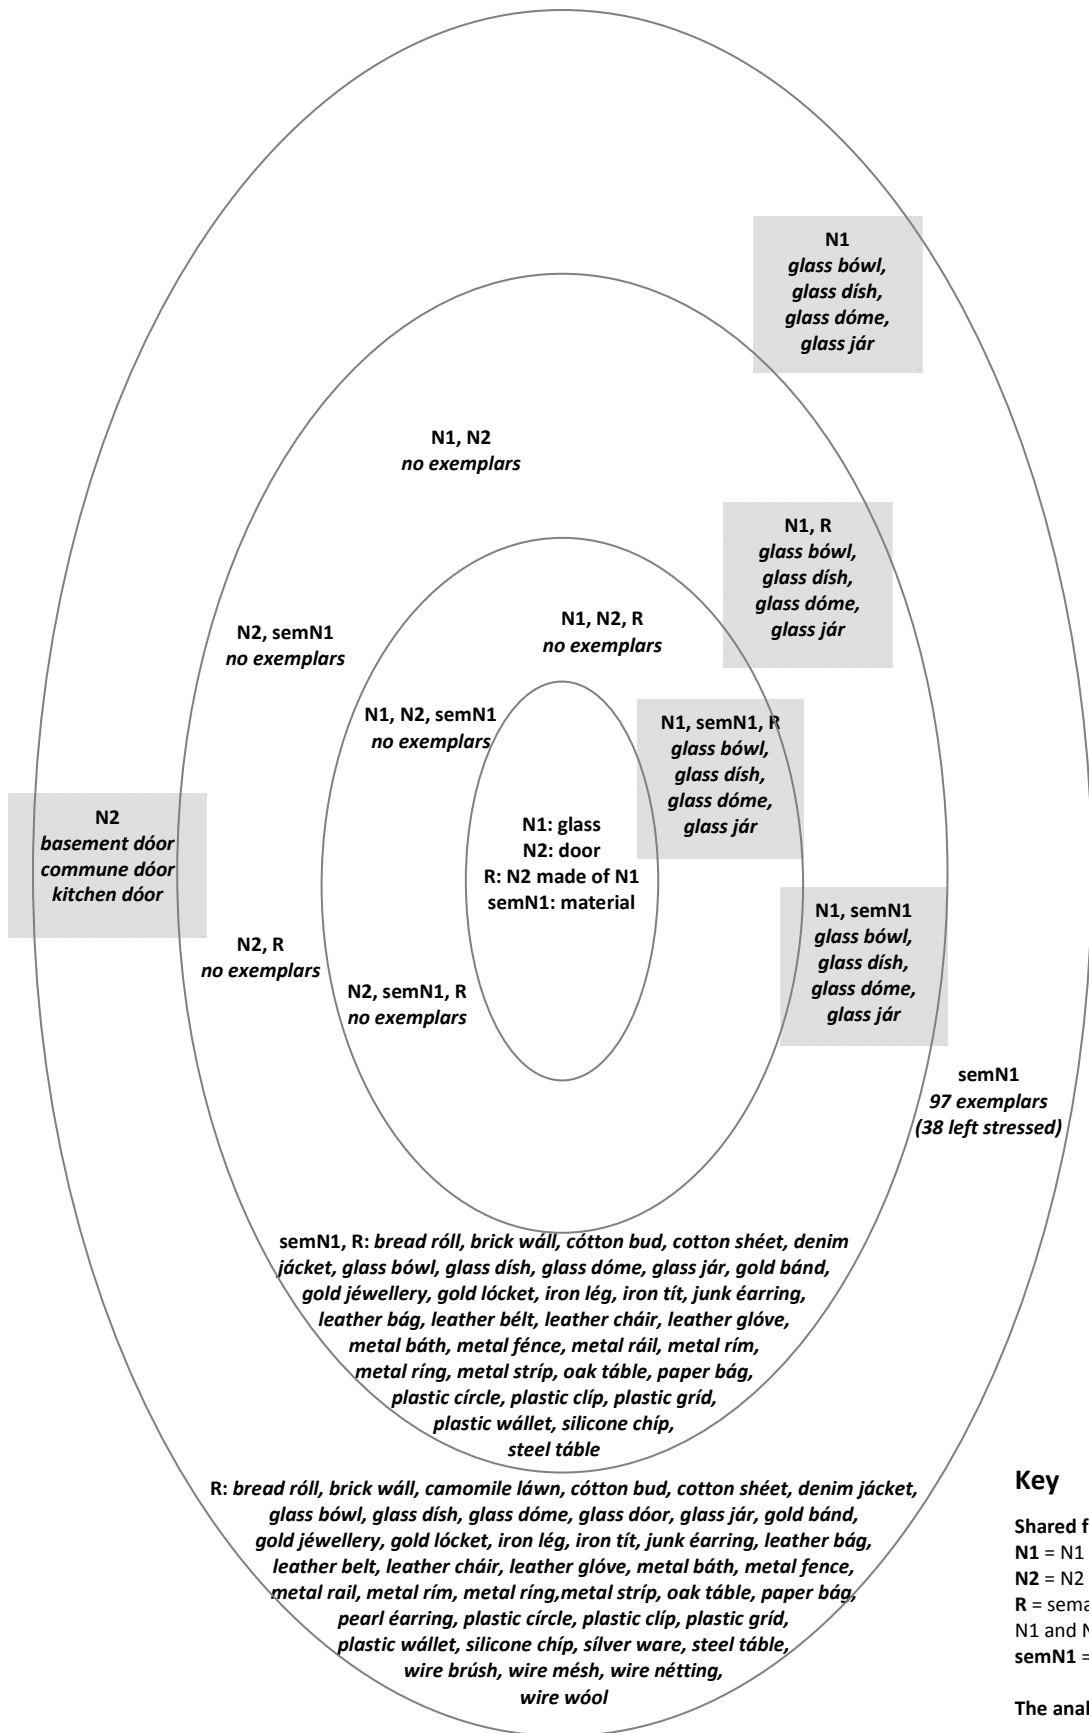 N1
glass bówl,
glass dísh,
glass dóme,
glass jár
N1, N2
no exemplars
N1, R
glass bówl,
glass dísh,
glass dóme,
glass jár
N2, semN1
no exemplars
N1, N2, R
no exemplars
N1, N2, semN1
no exemplars
N1, semN1, R
glass bówl,
glass dísh,
glass dóme,
glass jár
N2
basement dóor
commune dóor
kitchen dóor
N1: glass
N2: door
R: N2 made of N1
semN1: material
N1, semN1
glass bówl,
glass dísh,
glass dóme,
glass jár
N2, R
no exemplars
N2, semN1, R
no exemplars
semN1
97 exemplars
(38 left stressed)
semN1, R: bread róll, brick wáll, cótton bud, cotton shéet, denim
jácket, glass bówl, glass dísh, glass dóme, glass jár, gold bánd,
gold jéwellery, gold lócket, iron lég, iron tít, junk éarring,
leather bág, leather bélt, leather cháir, leather glóve,
metal báth, metal fénce, metal ráil, metal rím,
metal ríng, metal stríp, oak táble, paper bág,
plastic círcle, plastic clíp, plastic gríd,
plastic wállet, silicone chíp,
steel táble
R: bread róll, brick wáll, camomile láwn, cótton bud, cotton shéet, denim jácket,
glass bówl, glass dísh, glass dóme, glass dóor, glass jár, gold bánd,
gold jéwellery, gold lócket, iron lég, iron tít, junk éarring, leather bág,
leather belt, leather cháir, leather glóve, metal báth, metal fence,
metal rail, metal rím, metal ríng,metal stríp, oak táble, paper bág,
pearl éarring, plastic círcle, plastic clíp, plastic gríd,
plastic wállet, silicone chíp, sílver ware, steel táble,
wire brúsh, wire mésh, wire nétting,
wire wóol
Key
Shared f
N1 = N1
N2 = N2
R = sema
N1 and N
semN1 =
The anal